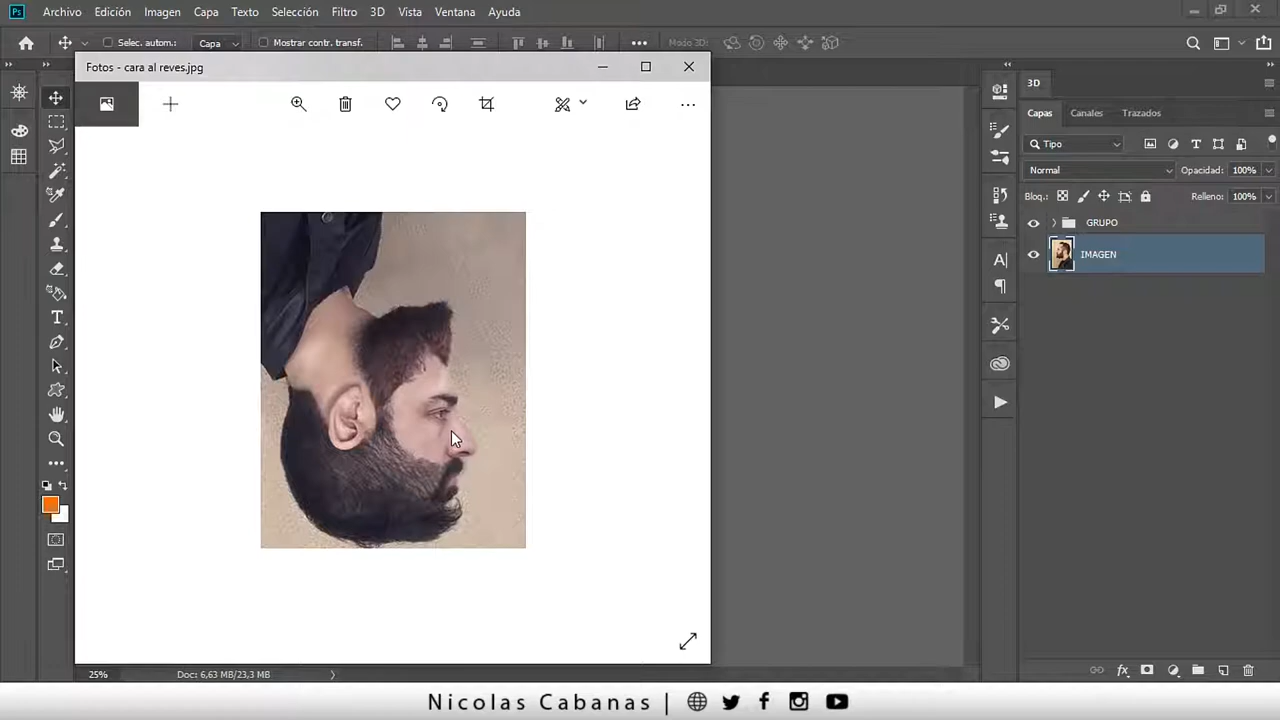 Ps Archivo Edición Imagen Capa Texto Selección Filtro 3D Vista Ventana Ayuda
Selec. autom.: Capa Mostrar contr. transf. Modo 3D:
Fotos - cara al reves.jpg
3D
Capas Canales Trazados
Tipo
Normal Opacidad: 100%
Bloq.: Relleno: 100%
GRUPO
IMAGEN
25% Doc: 6,63 MB/23,3 MB
Nicolas Cabanas |